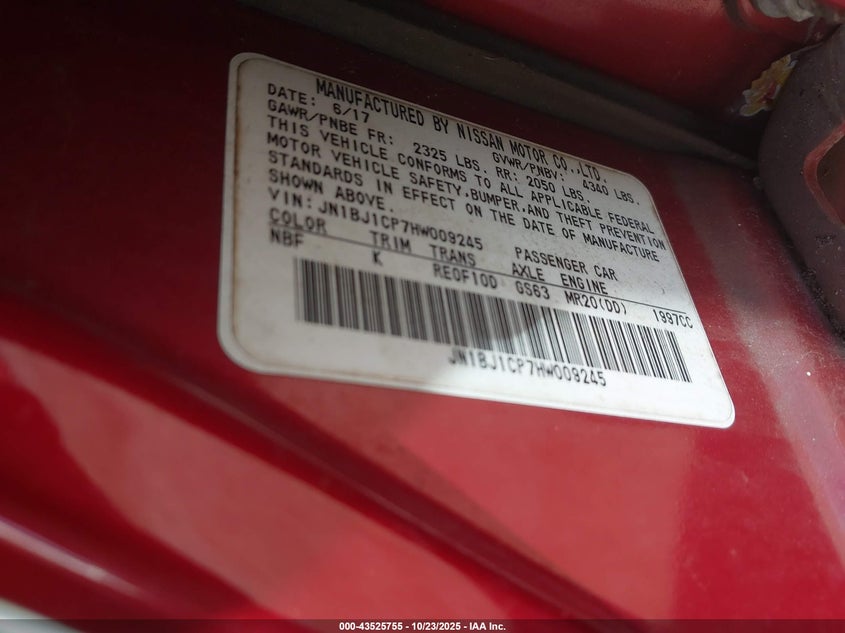 MANUFACTURED BY NISSAN MOTOR CO.,LTD.
DATE: 6/17 GVWR/PNBV: 4340 LBS.
GAWR/PNBE FR: 2325 LBS. RR: 2050 LBS.
THIS VEHICLE CONFORMS TO ALL APPLICABLE FEDERAL
MOTOR VEHICLE SAFETY,BUMPER,AND THEFT PREVENTION
STANDARDS IN EFFECT ON THE DATE OF MANUFACTURE
SHOWN ABOVE.
VIN: JN1BJ1CP7HW009245 PASSENGER CAR
COLOR TRIM TRANS AXLE ENGINE
NBF K RE0F10D GS63 MR20(DD) 1997CC
JN1BJ1CP7HW009245
000-43525755 - 10/23/2025 - IAA Inc.